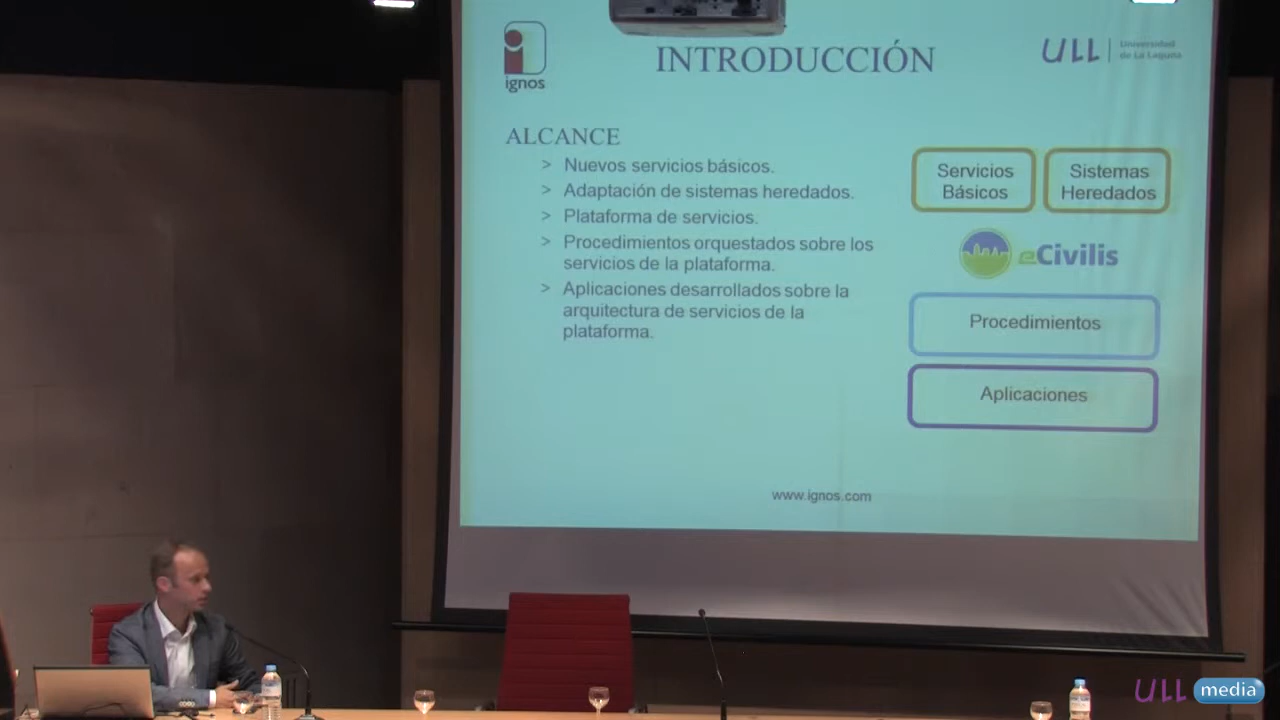 ignos
INTRODUCCIÓN
ULL
Universidad
de La Laguna
ALCANCE
> Nuevos servicios básicos.
> Adaptación de sistemas heredados.
> Plataforma de servicios.
> Procedimientos orquestados sobre los
servicios de la plataforma.
> Aplicaciones desarrollados sobre la
arquitectura de servicios de la
plataforma.
Servicios
Básicos
Sistemas
Heredados
eCivilis
Procedimientos
Aplicaciones
www.ignos.com
ULL media